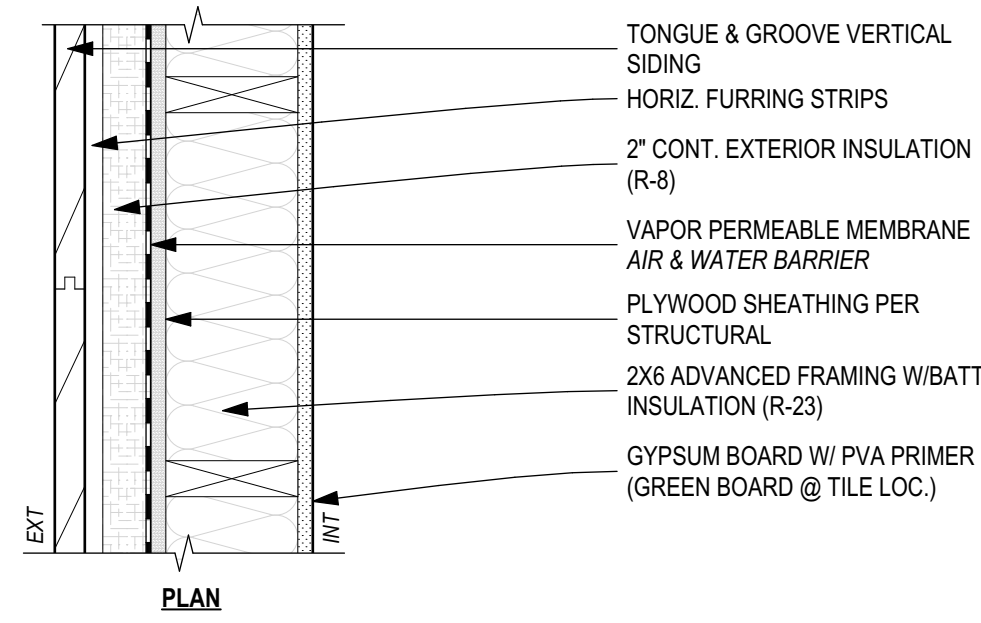 TONGUE & GROOVE VERTICAL
SIDING
HORIZ. FURRING STRIPS
2" CONT. EXTERIOR INSULATION
(R-8)
VAPOR PERMEABLE MEMBRANE
AIR & WATER BARRIER
PLYWOOD SHEATHING PER
STRUCTURAL
2X6 ADVANCED FRAMING W/BATT
INSULATION (R-23)
GYPSUM BOARD W/ PVA PRIMER
(GREEN BOARD @ TILE LOC.)
EXT
INT
PLAN